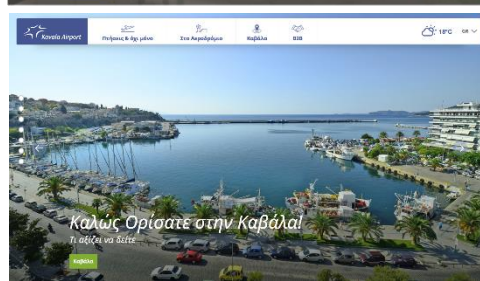 Kavala Airport
Πτήσεις & όχι μόνο
Στο Αεροδρόμιο
Καβάλα
B2B
18°C
GR
Καλώς Ορίσατε στην Καβάλα!
Τι αξίζει να δείτε
Καβάλα